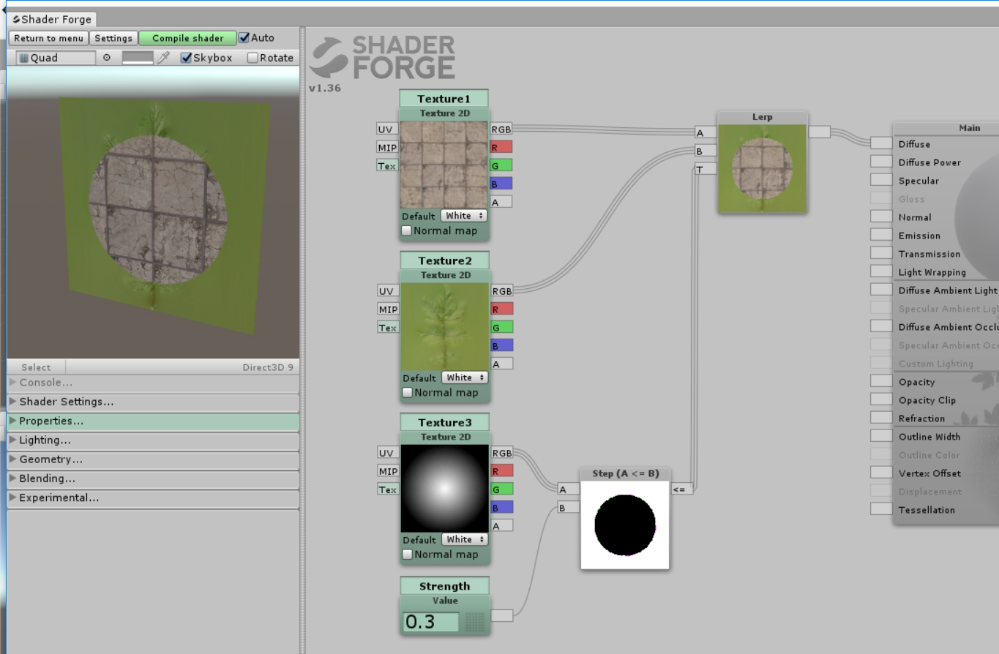 Shader Forge
Return to menu Settings Compile shader Auto
Quad Skybox Rotate
SHADER
FORGE
v1.36
Select Direct3D 9
Console...
Shader Settings...
Properties...
Lighting...
Geometry...
Blending...
Experimental...
Texture1
Texture 2D
UV RGB
MIP R
Tex G
B
A
Default White
Normal map
Texture2
Texture 2D
UV RGB
MIP R
Tex G
B
A
Default White
Normal map
Texture3
Texture 2D
UV RGB
MIP R
Tex G
B
A
Default White
Normal map
Strength
Value
0.3
Step (A <= B)
A <=
B
Lerp
A
B
T
Main
Diffuse
Diffuse Power
Specular
Gloss
Normal
Emission
Transmission
Light Wrapping
Diffuse Ambient Light
Specular Ambient Lig
Diffuse Ambient Occlu
Specular Ambient Occ
Custom Lighting
Opacity
Opacity Clip
Refraction
Outline Width
Outline Color
Vertex Offset
Displacement
Tessellation